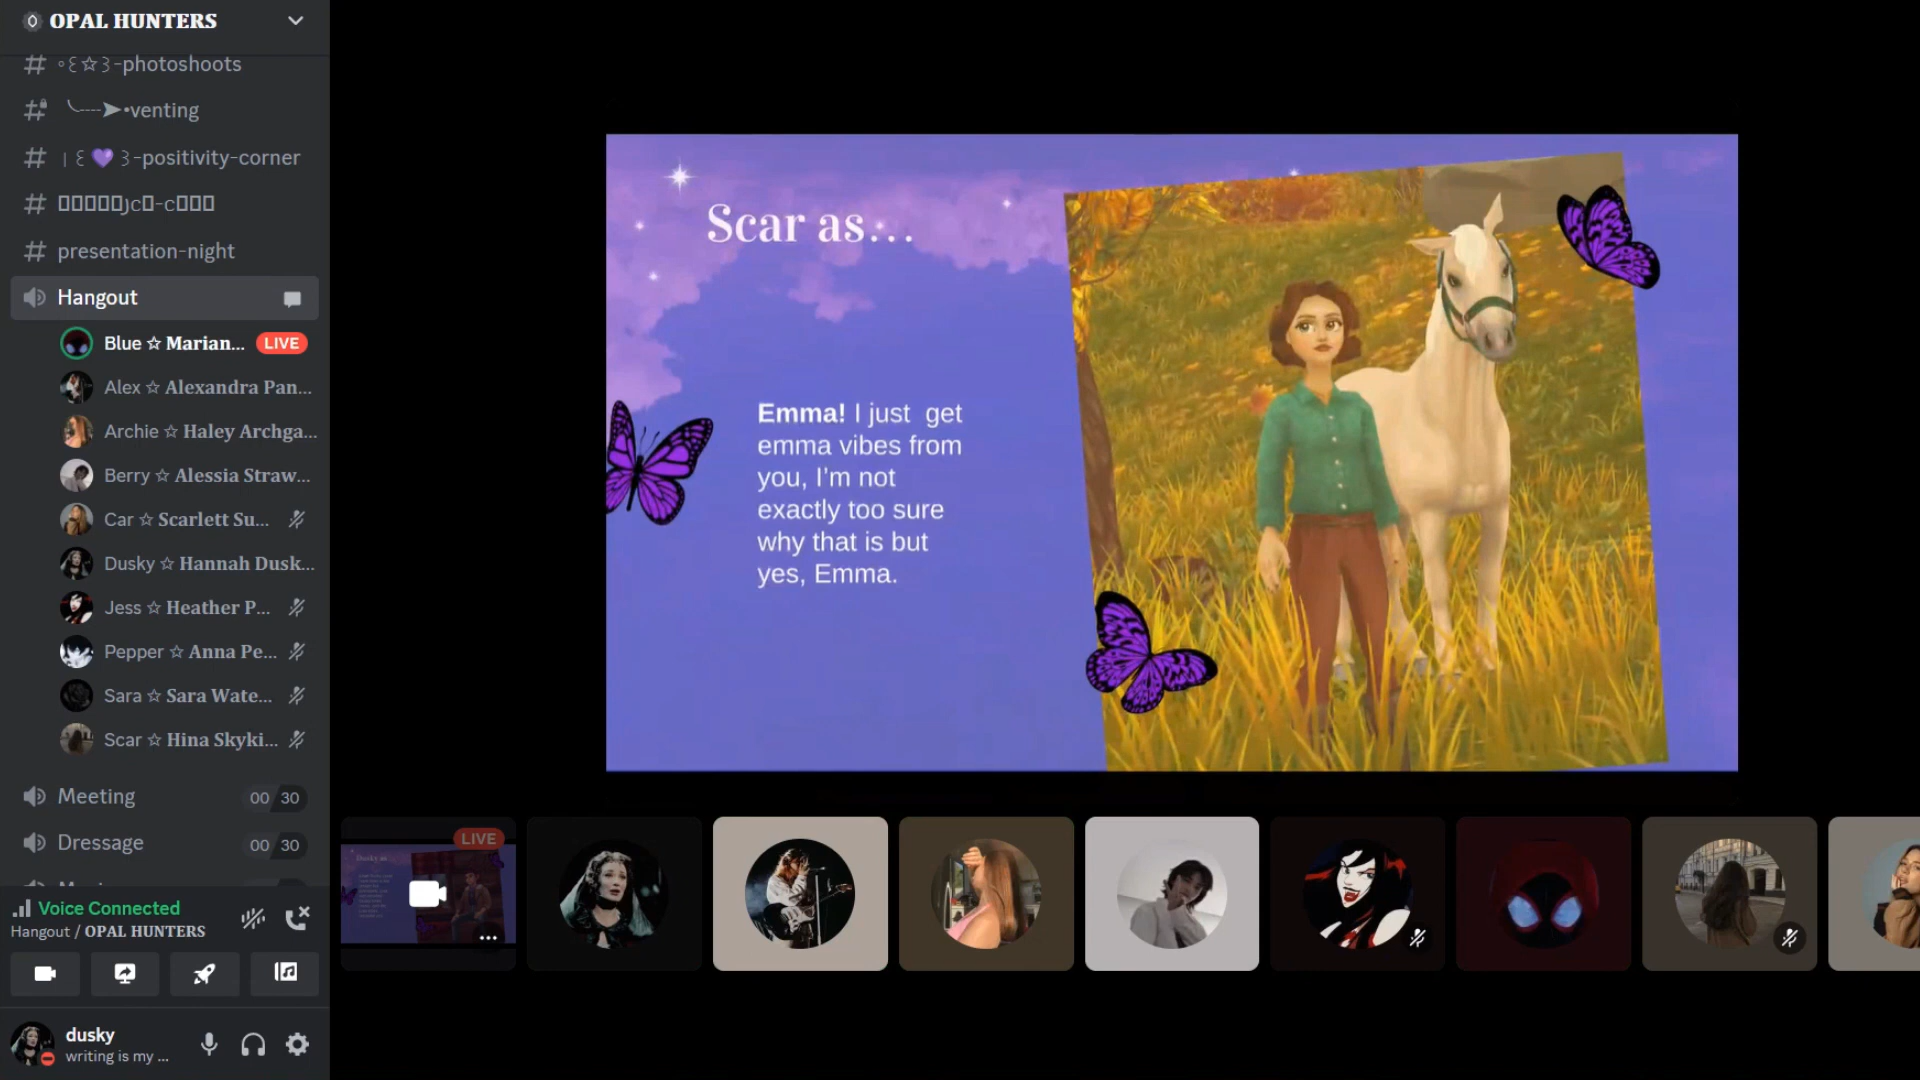 OPAL HUNTERS
◦꒰☆꒱-photoshoots
╰┈➤•venting
|꒰💜꒱-positivity-corner
presentation-night
Hangout
Blue ☆ Marian... LIVE
Alex ☆ Alexandra Pan...
Archie ☆ Haley Archga...
Berry ☆ Alessia Straw...
Car ☆ Scarlett Su...
Dusky ☆ Hannah Dusk...
Jess ☆ Heather P...
Pepper ☆ Anna Pe...
Sara ☆ Sara Wate...
Scar ☆ Hina Skyki...
Meeting 00 30
Dressage 00 30
Voice Connected
Hangout / OPAL HUNTERS
dusky
writing is my ...
Scar as...
Emma! I just get
emma vibes from
you, I'm not
exactly too sure
why that is but
yes, Emma.
LIVE